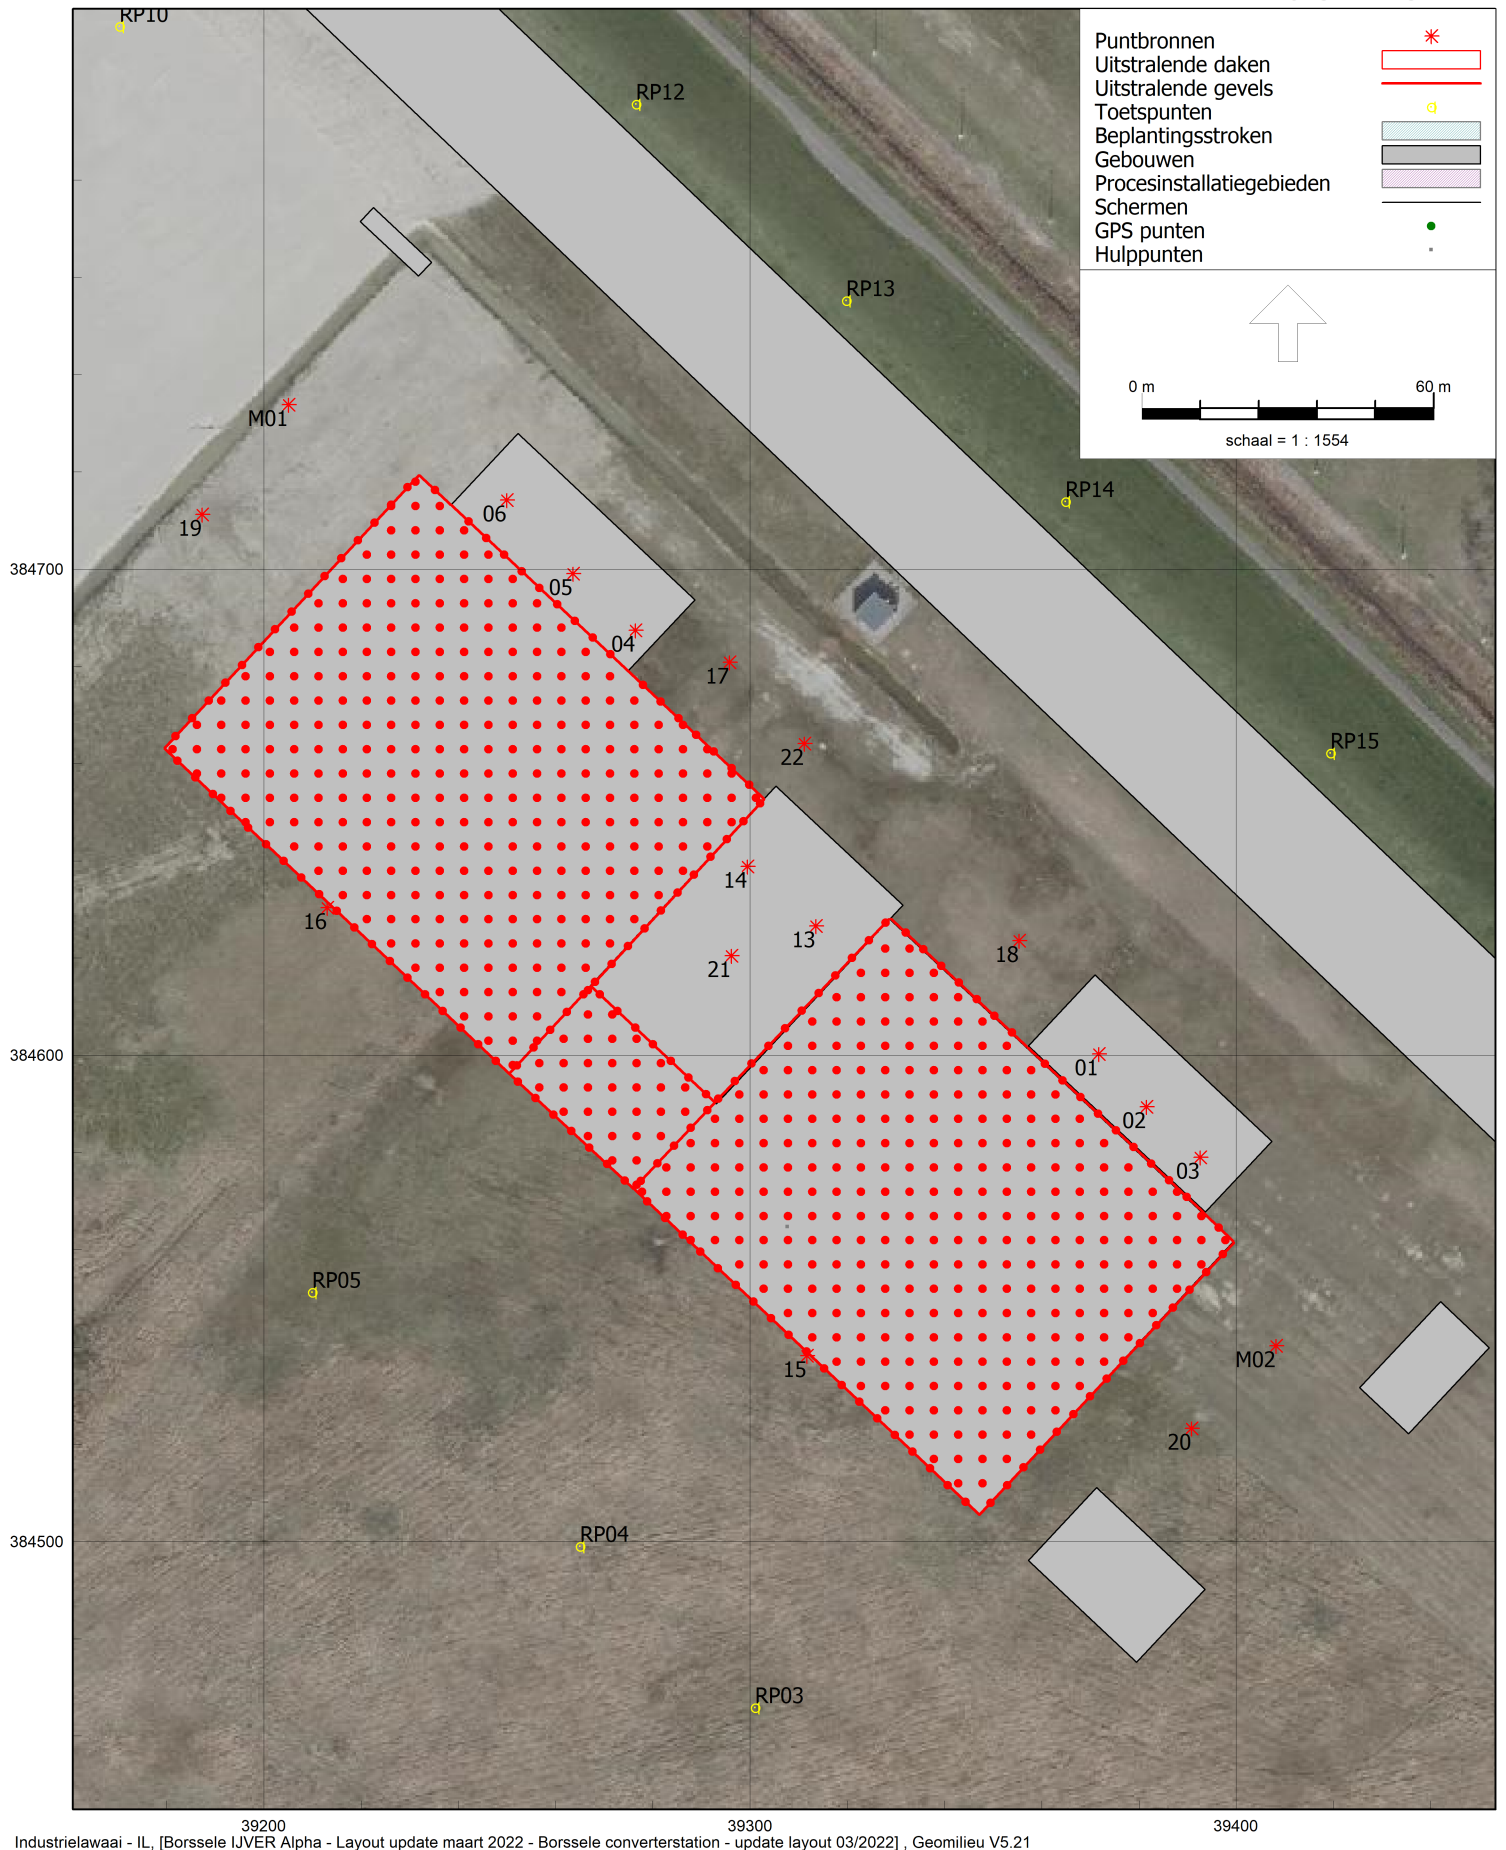 RP10
RP12
RP13
RP14
RP15
Puntbronnen
Uitstralende daken
Uitstralende gevels
Toetspunten
Beplantingsstroken
Gebouwen
Procesinstallatiegebieden
Schermen
GPS punten
Hulppunten
0 m 60 m
schaal = 1 : 1554
M01
19
06
05
04
17
22
384700
14
13
21
18
16
01
02
03
384600
RP05
15
M02
20
384500
RP04
RP03
39200 39300 39400
Industrielawaai - IL, [Borssele IJVER Alpha - Layout update maart 2022 - Borssele converterstation - update layout 03/2022] , Geomilieu V5.21